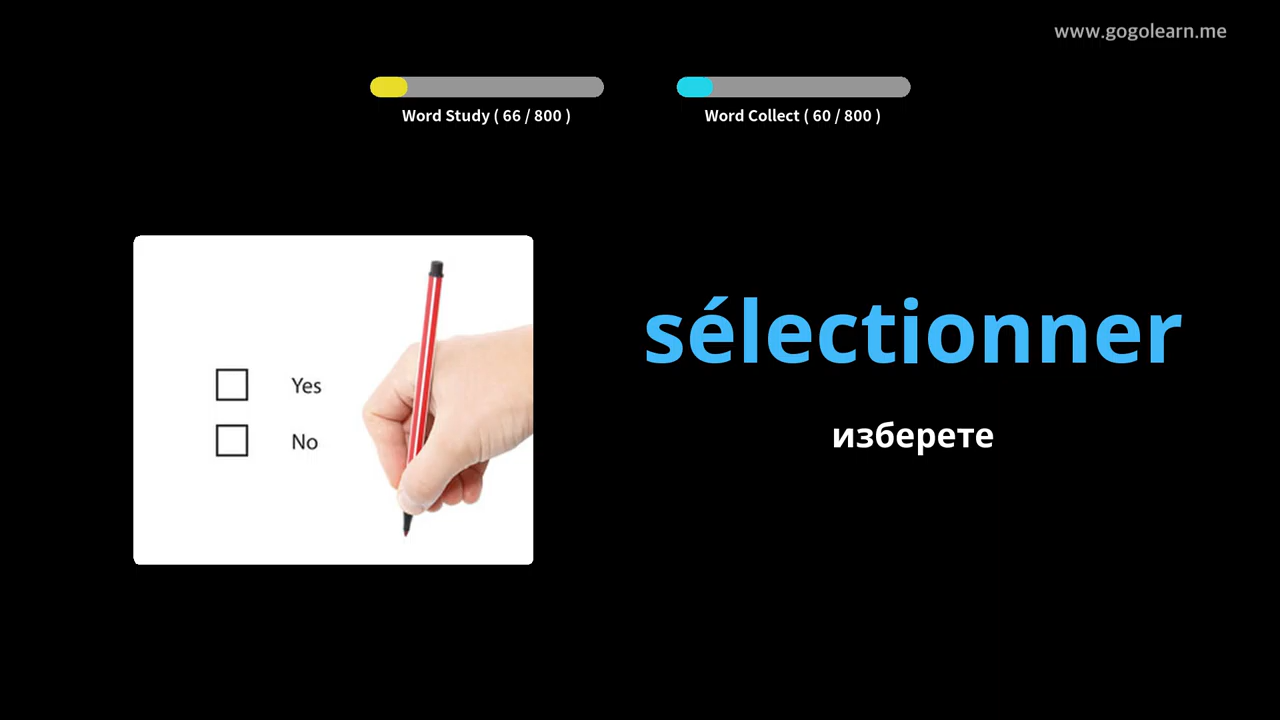 www.gogolearn.me
Word Study ( 66 / 800 )
Word Collect ( 60 / 800 )
Yes
No
sélectionner
изберете